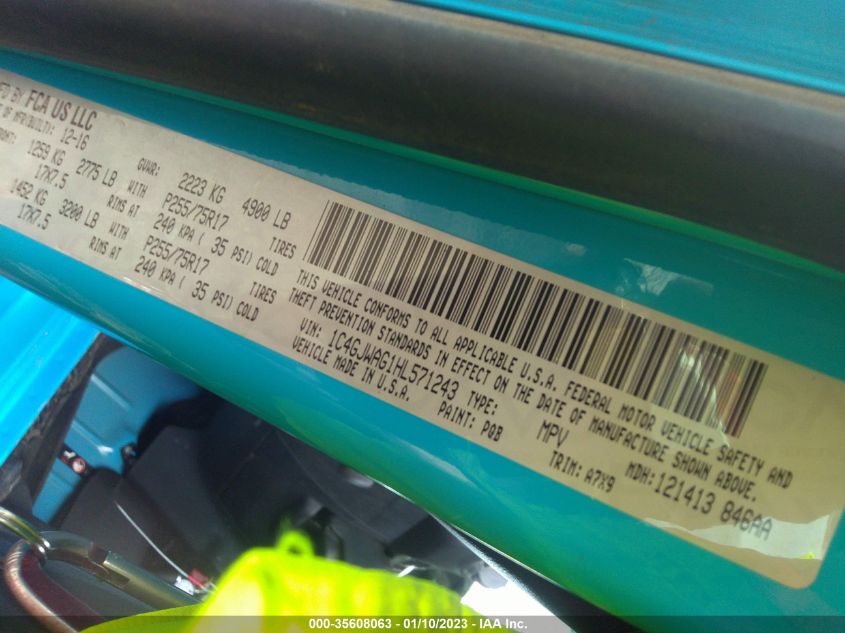 FCA US LLC
12-16
GVWR: 2223 KG 4900 LB
1259 KG 2775 LB WITH P255/75R17 TIRES
17X7.5 RIMS AT 240 KPA ( 35 PSI) COLD
1452 KG 3200 LB WITH P255/75R17 TIRES
17X7.5 RIMS AT 240 KPA ( 35 PSI) COLD
THIS VEHICLE CONFORMS TO ALL APPLICABLE U.S.A. FEDERAL MOTOR VEHICLE SAFETY AND
THEFT PREVENTION STANDARDS IN EFFECT ON THE DATE OF MANUFACTURE SHOWN ABOVE.
VIN: 1C4GJWAG1HL571243 TYPE: MPV MDH: 121413 846AA
VEHICLE MADE IN U.S.A. PAINT: PQB TRIM: A7X9
000-35608063 - 01/10/2023 - IAA Inc.